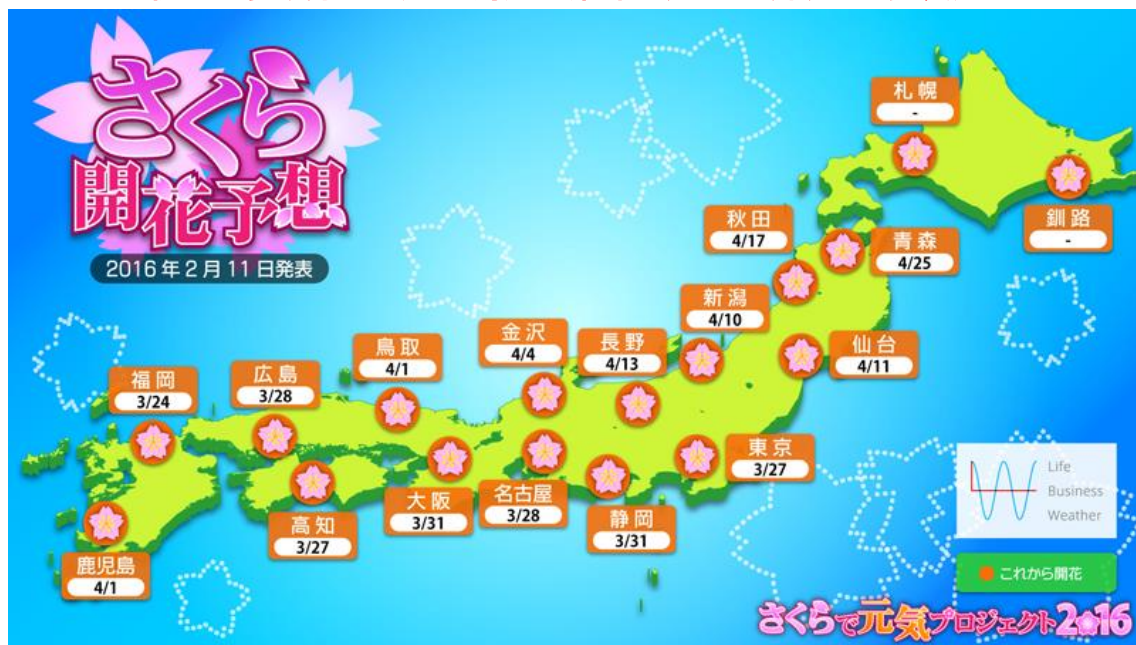 さくら
開花予想
2016年2月11日発表
札幌
-
釧路
-
秋田
4/17
青森
4/25
新潟
4/10
仙台
4/11
金沢
4/4
長野
4/13
鳥取
4/1
広島
3/28
福岡
3/24
東京
3/27
大阪
3/31
名古屋
3/28
静岡
3/31
高知
3/27
鹿児島
4/1
Life
Business
Weather
これから開花
さくらで元気プロジェクト2016